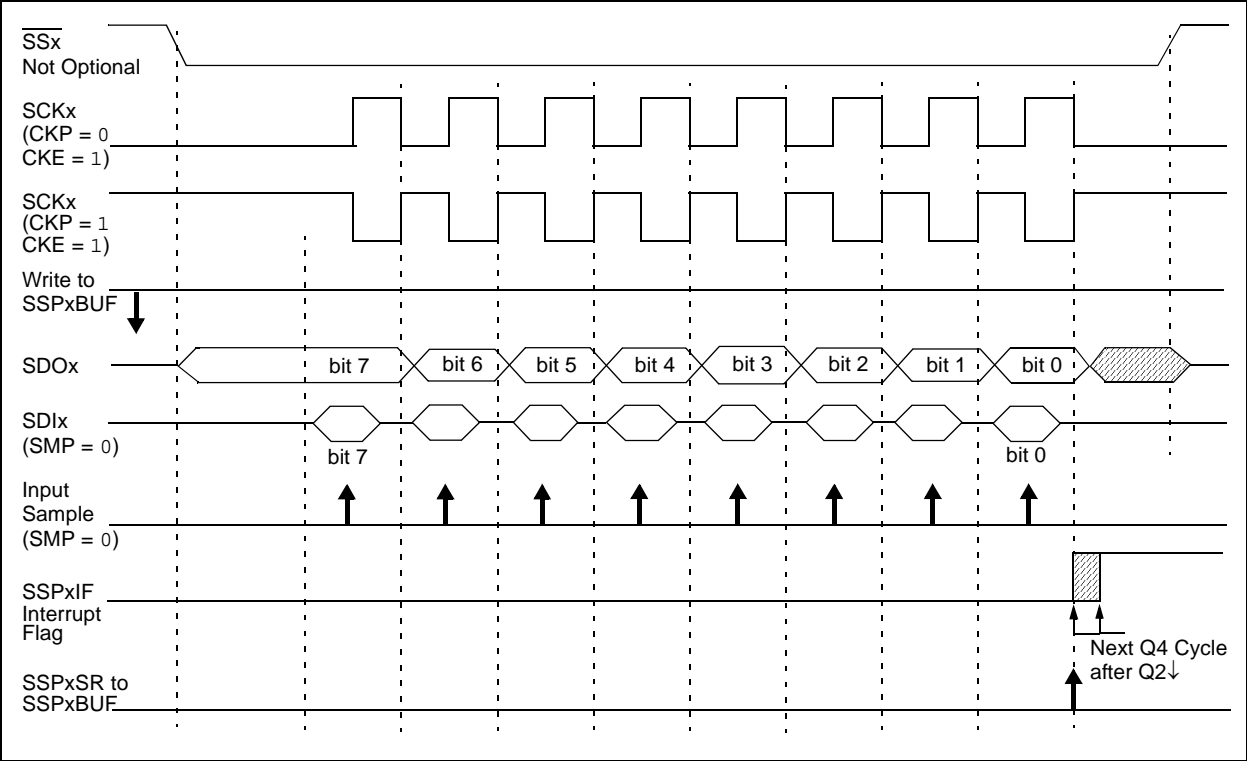 SSx
Not Optional
SCKx
(CKP = 0
CKE = 1)
SCKx
(CKP = 1
CKE = 1)
Write to
SSPxBUF
SDOx
bit 7
bit 6
bit 5
bit 4
bit 3
bit 2
bit 1
bit 0
SDIx
(SMP = 0)
bit 7
bit 0
Input
Sample
(SMP = 0)
SSPxIF
Interrupt
Flag
Next Q4 Cycle
after Q2↓
SSPxSR to
SSPxBUF